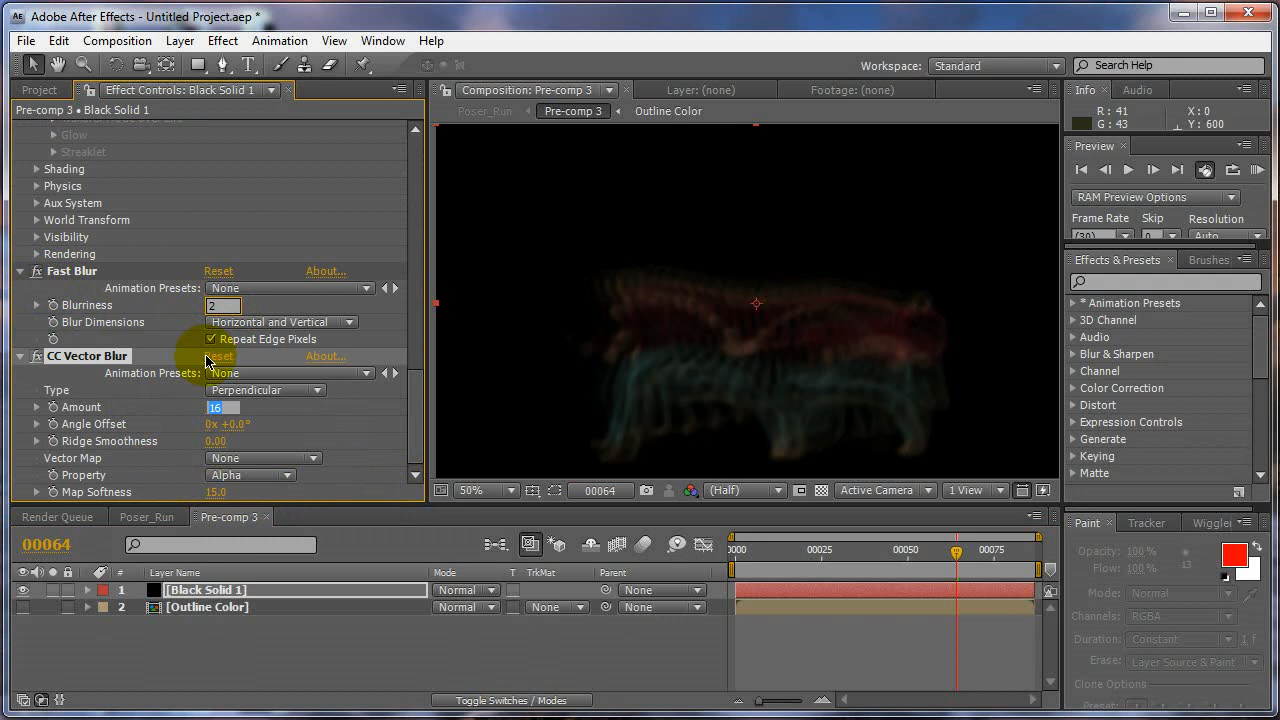 Adobe After Effects - Untitled Project.aep *
File Edit Composition Layer Effect Animation View Window Help
Workspace: Standard Search Help
Project Effect Controls: Black Solid 1
Pre-comp 3 • Black Solid 1
Glow
Streaklet
Shading
Physics
Aux System
World Transform
Visibility
Rendering
Fast Blur Reset About...
Animation Presets: None
Blurriness 2
Blur Dimensions Horizontal and Vertical
Repeat Edge Pixels
CC Vector Blur Reset About...
Animation Presets: None
Type Perpendicular
Amount 16
Angle Offset 0x +0.0°
Ridge Smoothness 0.00
Vector Map None
Property Alpha
Map Softness 15.0
Composition: Pre-comp 3 Layer: (none) Footage: (none)
Poser_Run Pre-comp 3 Outline Color
50% 00064 (Half) Active Camera 1 View
Info Audio
R: 41 X: 0
G: 43 Y: 600
Preview
RAM Preview Options
Frame Rate Skip Resolution
(30) 0 Auto
Effects & Presets Brushes
* Animation Presets
3D Channel
Audio
Blur & Sharpen
Channel
Color Correction
Distort
Expression Controls
Generate
Keying
Matte
Render Queue Poser_Run Pre-comp 3
00064
0000 00025 00050 00075
# Layer Name Mode T TrkMat Parent
1 [Black Solid 1] Normal None
2 [Outline Color] Normal None None
Toggle Switches / Modes
Paint Tracker Wiggler
Opacity: 100 %
Flow: 100 % 13
Mode: Normal
Channels: RGBA
Duration: Constant 1 f
Erase: Layer Source & Paint
Clone Options
Preset: